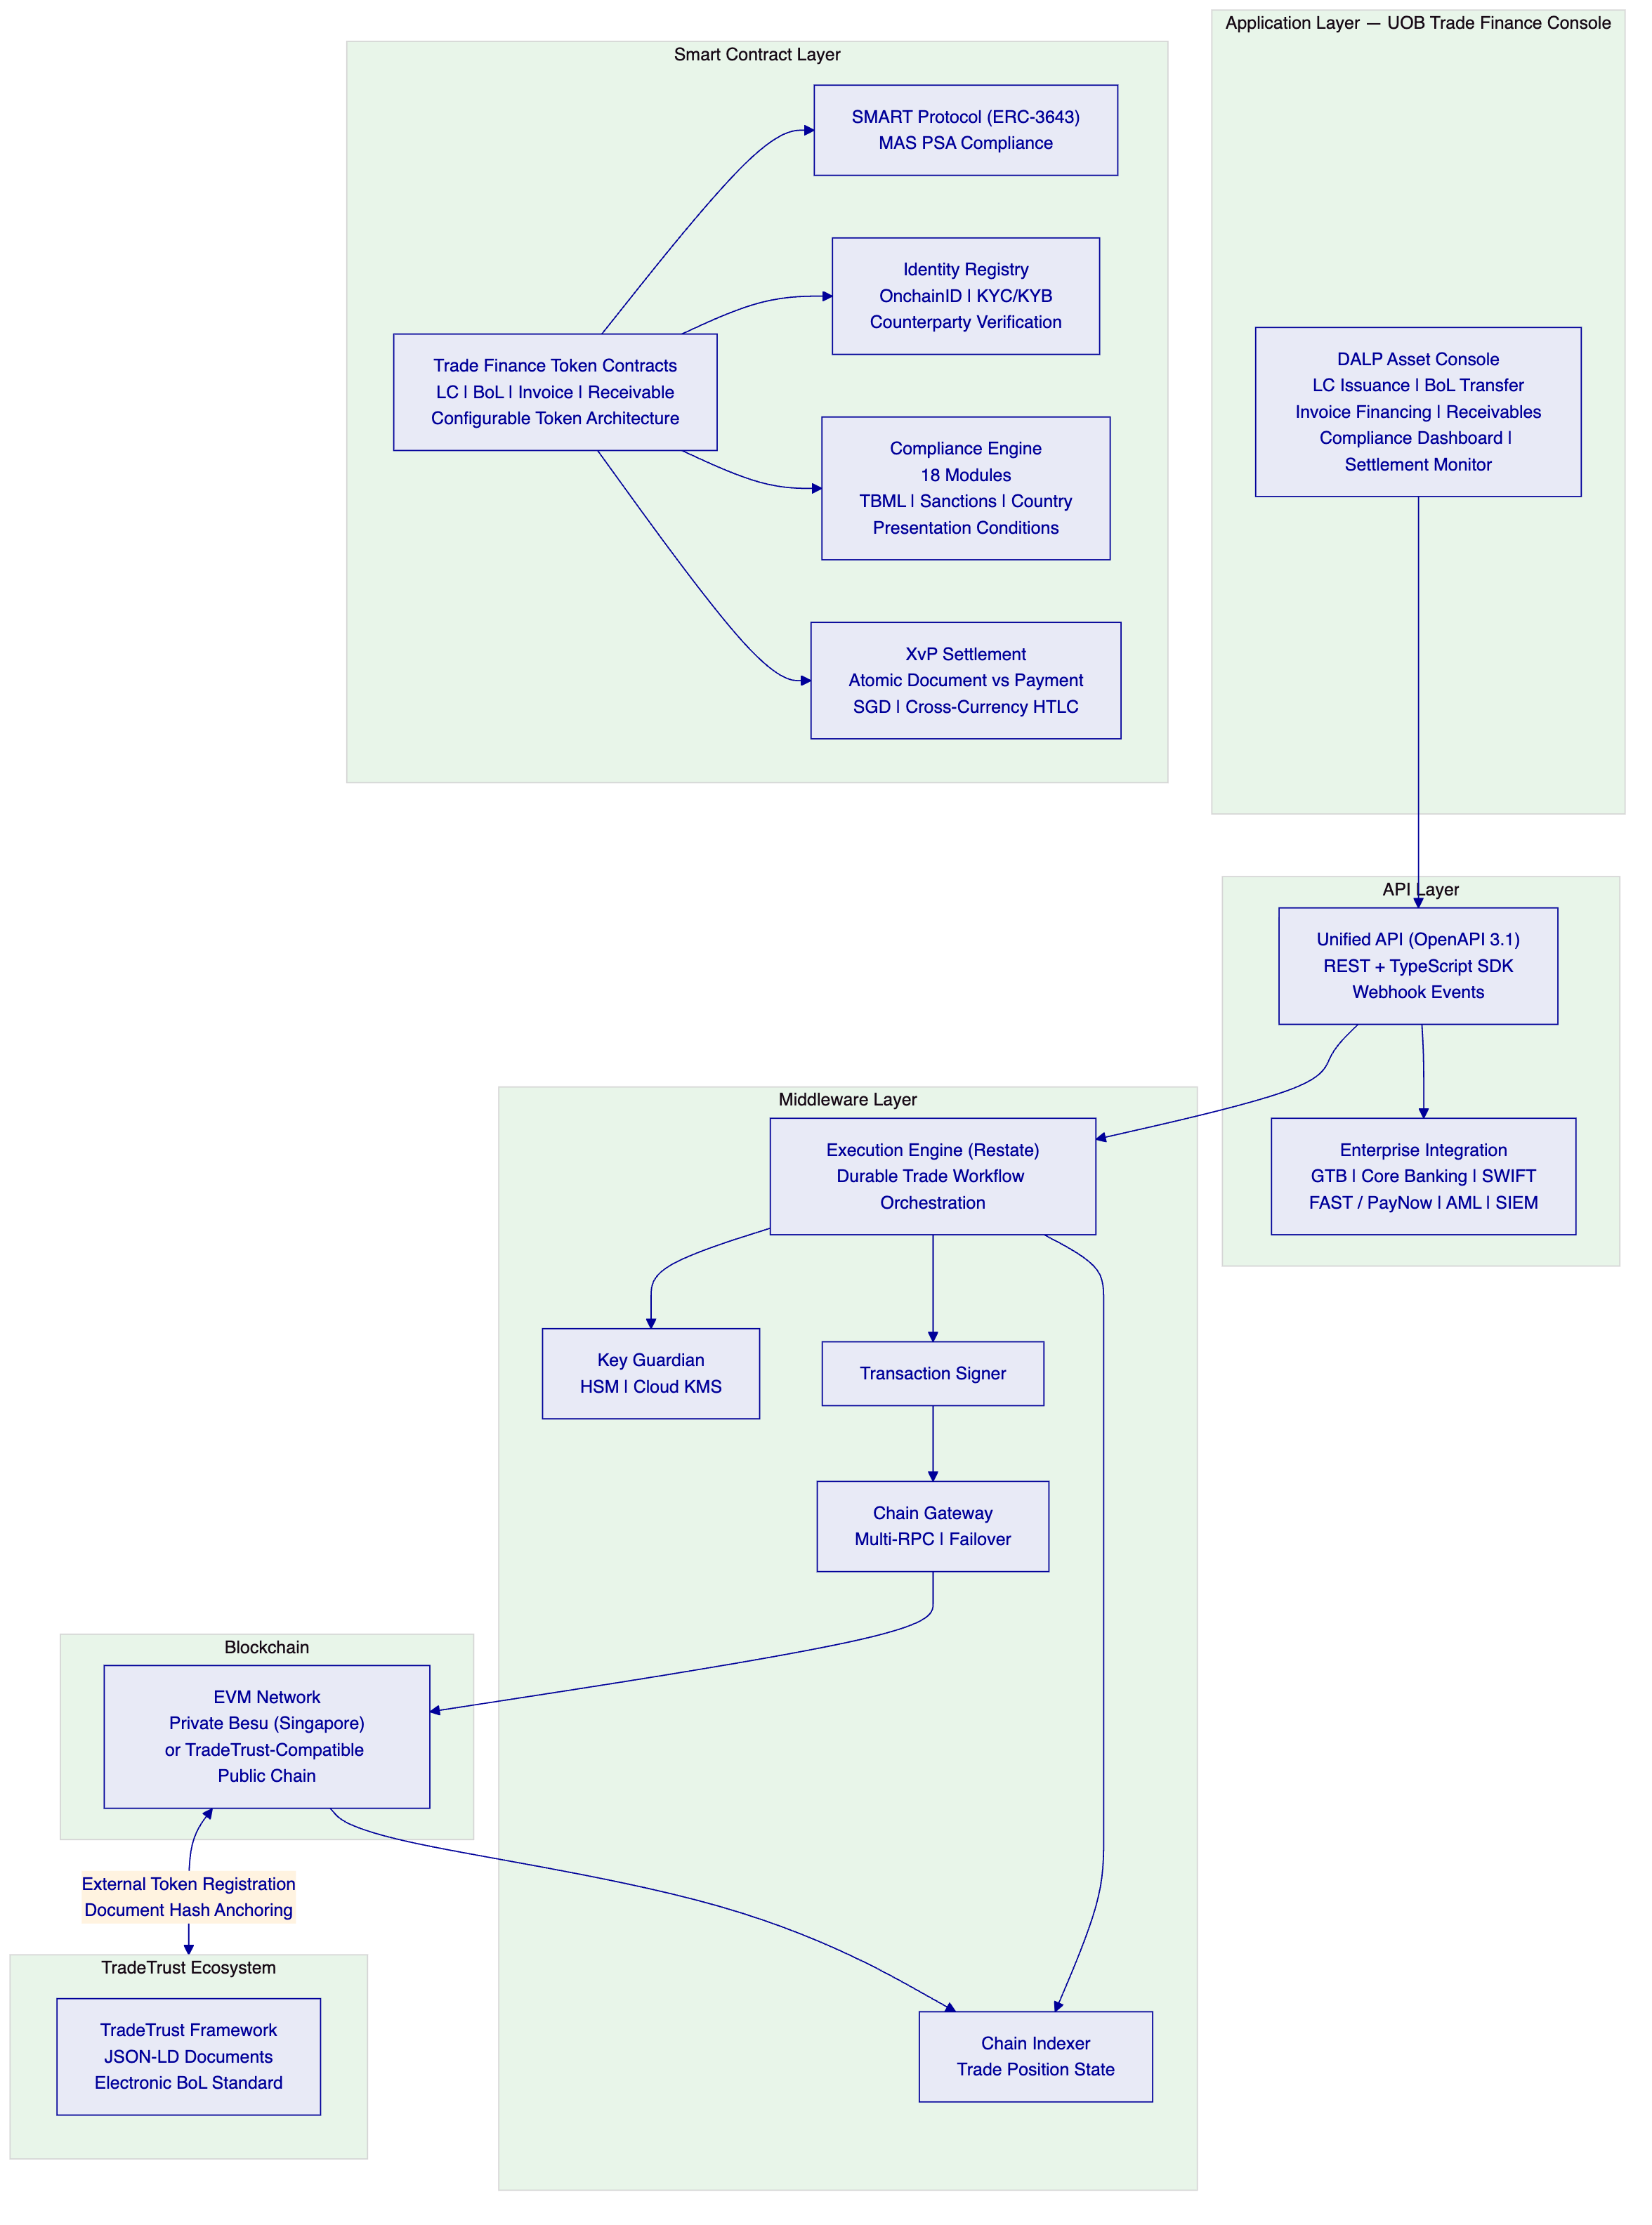 Application Layer — UOB Trade Finance Console
DALP Asset Console
LC Issuance | BoL Transfer
Invoice Financing | Receivables
Compliance Dashboard |
Settlement Monitor
Smart Contract Layer
SMART Protocol (ERC-3643)
MAS PSA Compliance
Identity Registry
OnchainID | KYC/KYB
Counterparty Verification
Trade Finance Token Contracts
LC | BoL | Invoice | Receivable
Configurable Token Architecture
Compliance Engine
18 Modules
TBML | Sanctions | Country
Presentation Conditions
XvP Settlement
Atomic Document vs Payment
SGD | Cross-Currency HTLC
API Layer
Unified API (OpenAPI 3.1)
REST + TypeScript SDK
Webhook Events
Enterprise Integration
GTB | Core Banking | SWIFT
FAST / PayNow | AML | SIEM
Middleware Layer
Execution Engine (Restate)
Durable Trade Workflow
Orchestration
Key Guardian
HSM | Cloud KMS
Transaction Signer
Chain Gateway
Multi-RPC | Failover
Blockchain
EVM Network
Private Besu (Singapore)
or TradeTrust-Compatible
Public Chain
External Token Registration
Document Hash Anchoring
TradeTrust Ecosystem
TradeTrust Framework
JSON-LD Documents
Electronic BoL Standard
Chain Indexer
Trade Position State